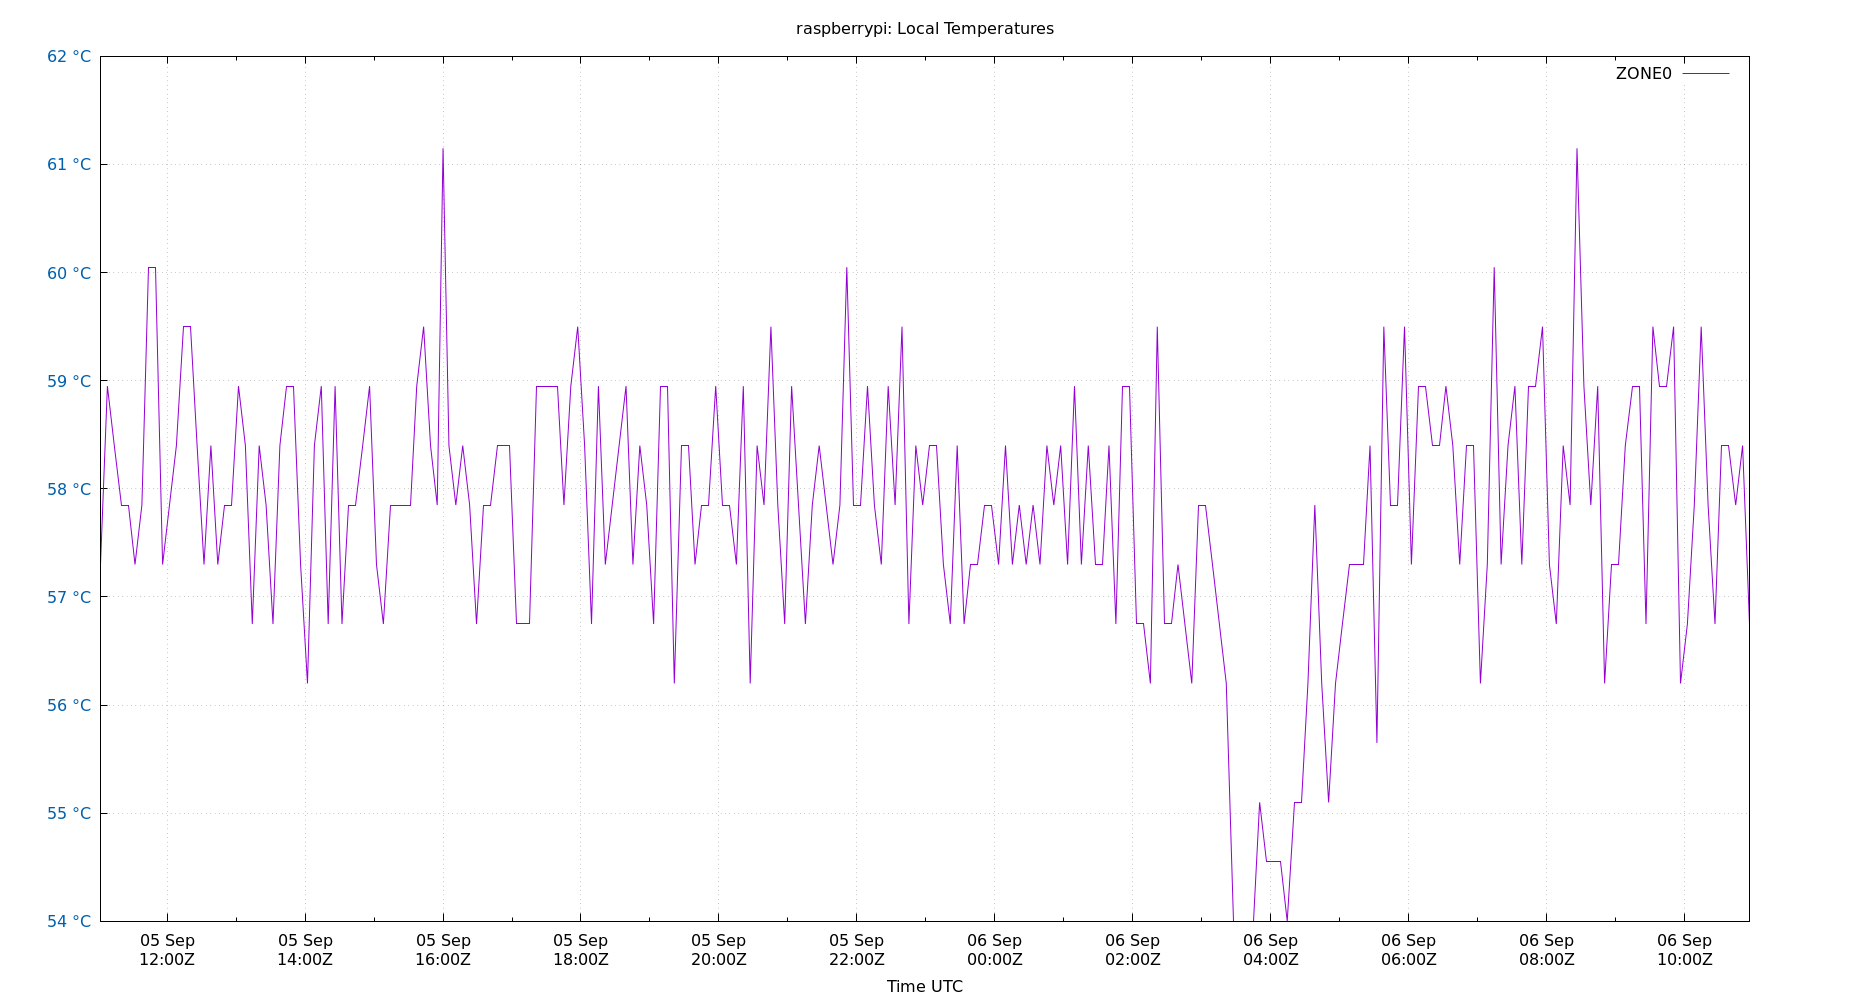 raspberrypi: Local Temperatures
ZONE0
62 °C
61 °C
60 °C
59 °C
58 °C
57 °C
56 °C
55 °C
54 °C
05 Sep 05 Sep 05 Sep 05 Sep 05 Sep 05 Sep 06 Sep 06 Sep 06 Sep 06 Sep 06 Sep 06 Sep
12:00Z 14:00Z 16:00Z 18:00Z 20:00Z 22:00Z 00:00Z 02:00Z 04:00Z 06:00Z 08:00Z 10:00Z
Time UTC